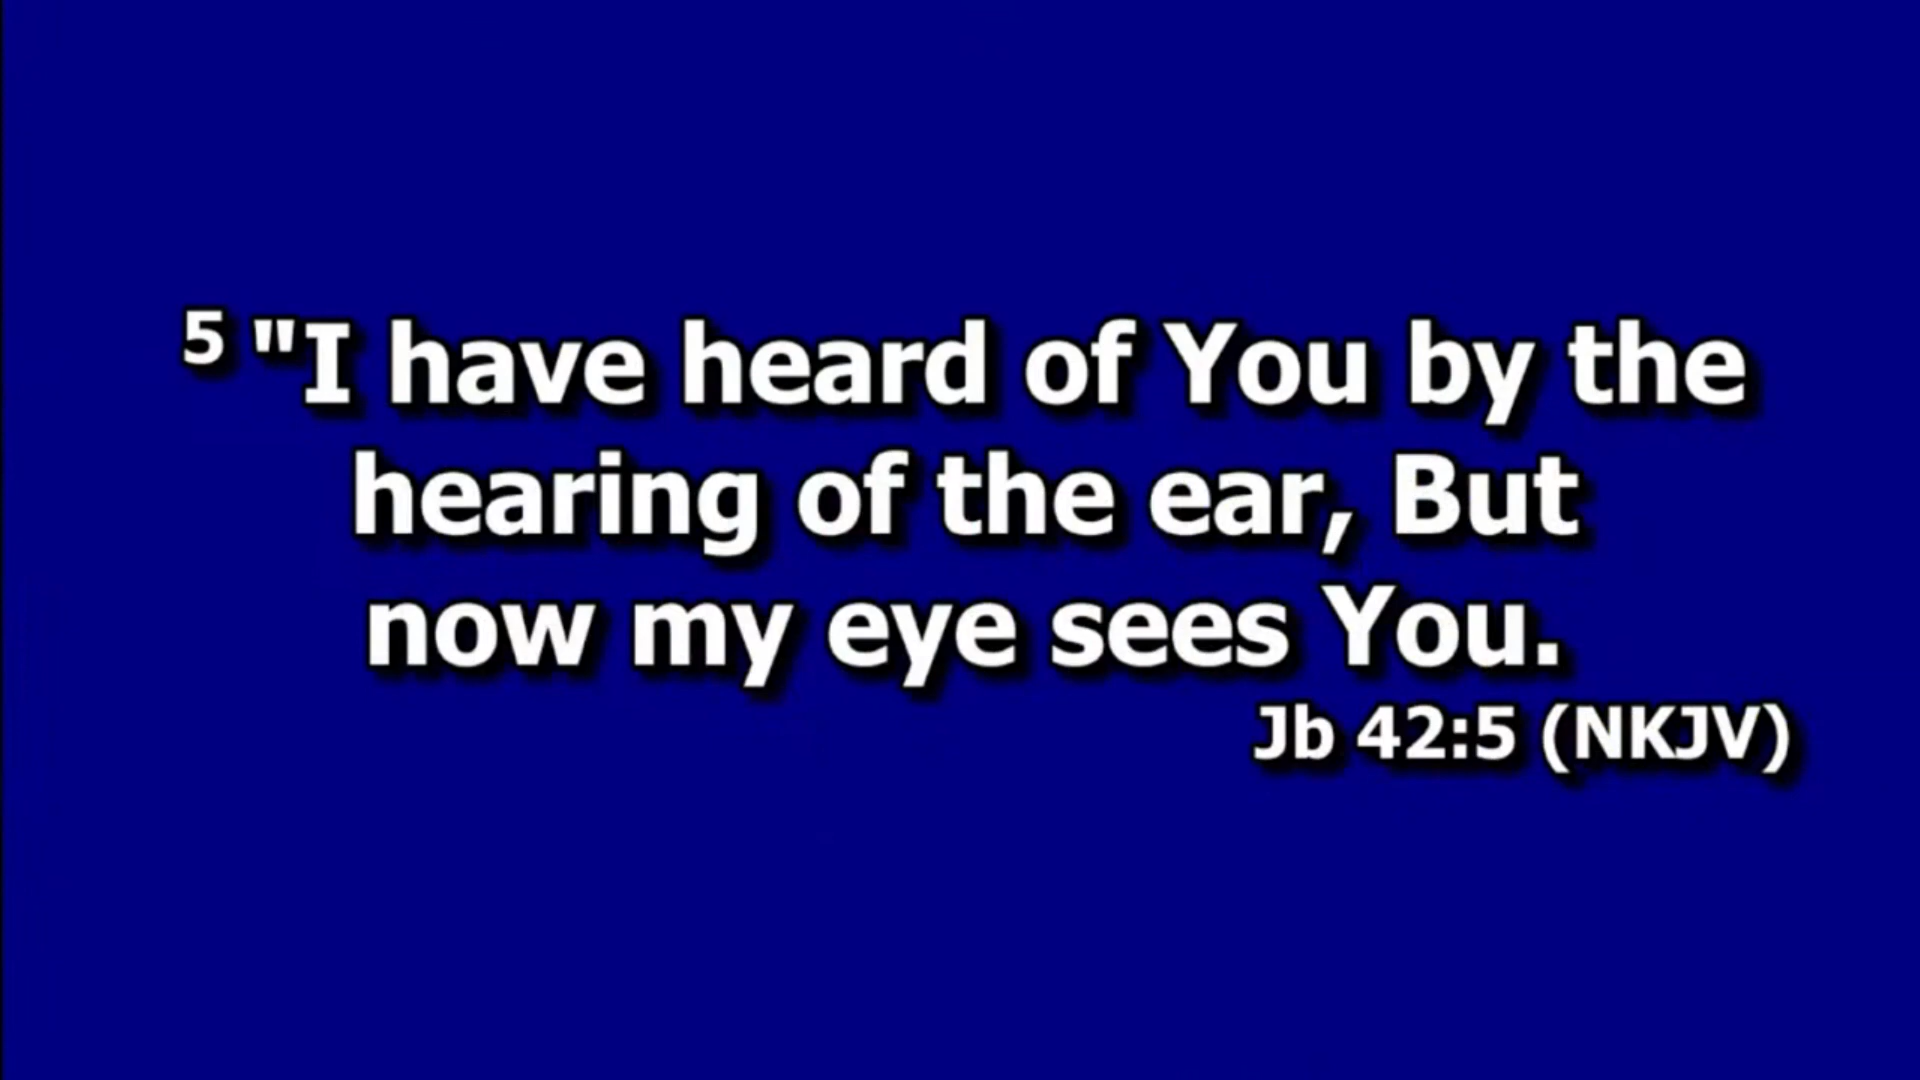 5 "I have heard of You by the
hearing of the ear, But
now my eye sees You.
Jb 42:5 (NKJV)